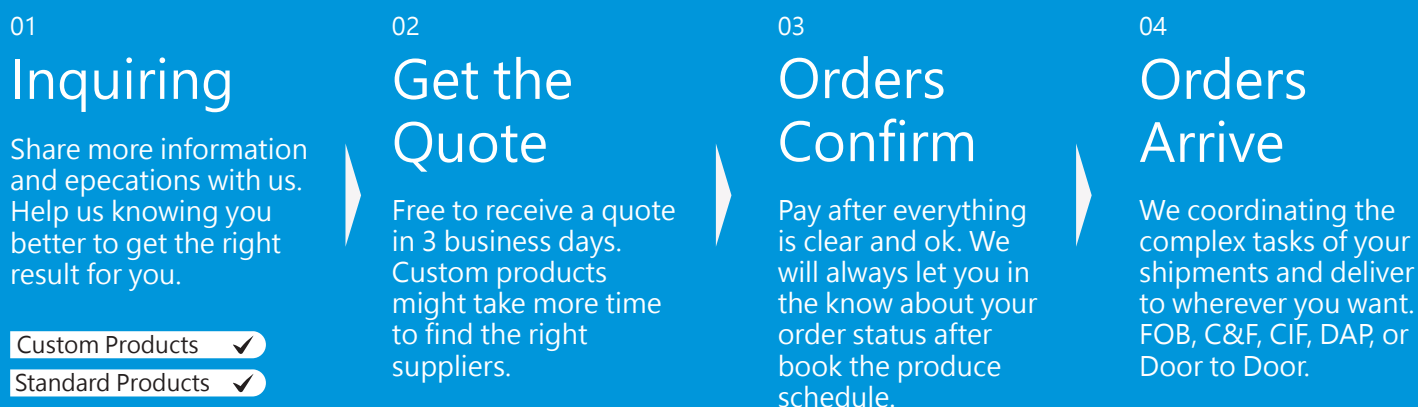 01
Inquiring
Share more information
and epecations with us.
Help us knowing you
better to get the right
result for you.
Custom Products
Standard Products
02
Get the
Quote
Free to receive a quote
in 3 business days.
Custom products
might take more time
to find the right
suppliers.
03
Orders
Confirm
Pay after everything
is clear and ok. We
will always let you in
the know about your
order status after
book the produce
schedule.
04
Orders
Arrive
We coordinating the
complex tasks of your
shipments and deliver
to wherever you want.
FOB, C&F, CIF, DAP, or
Door to Door.